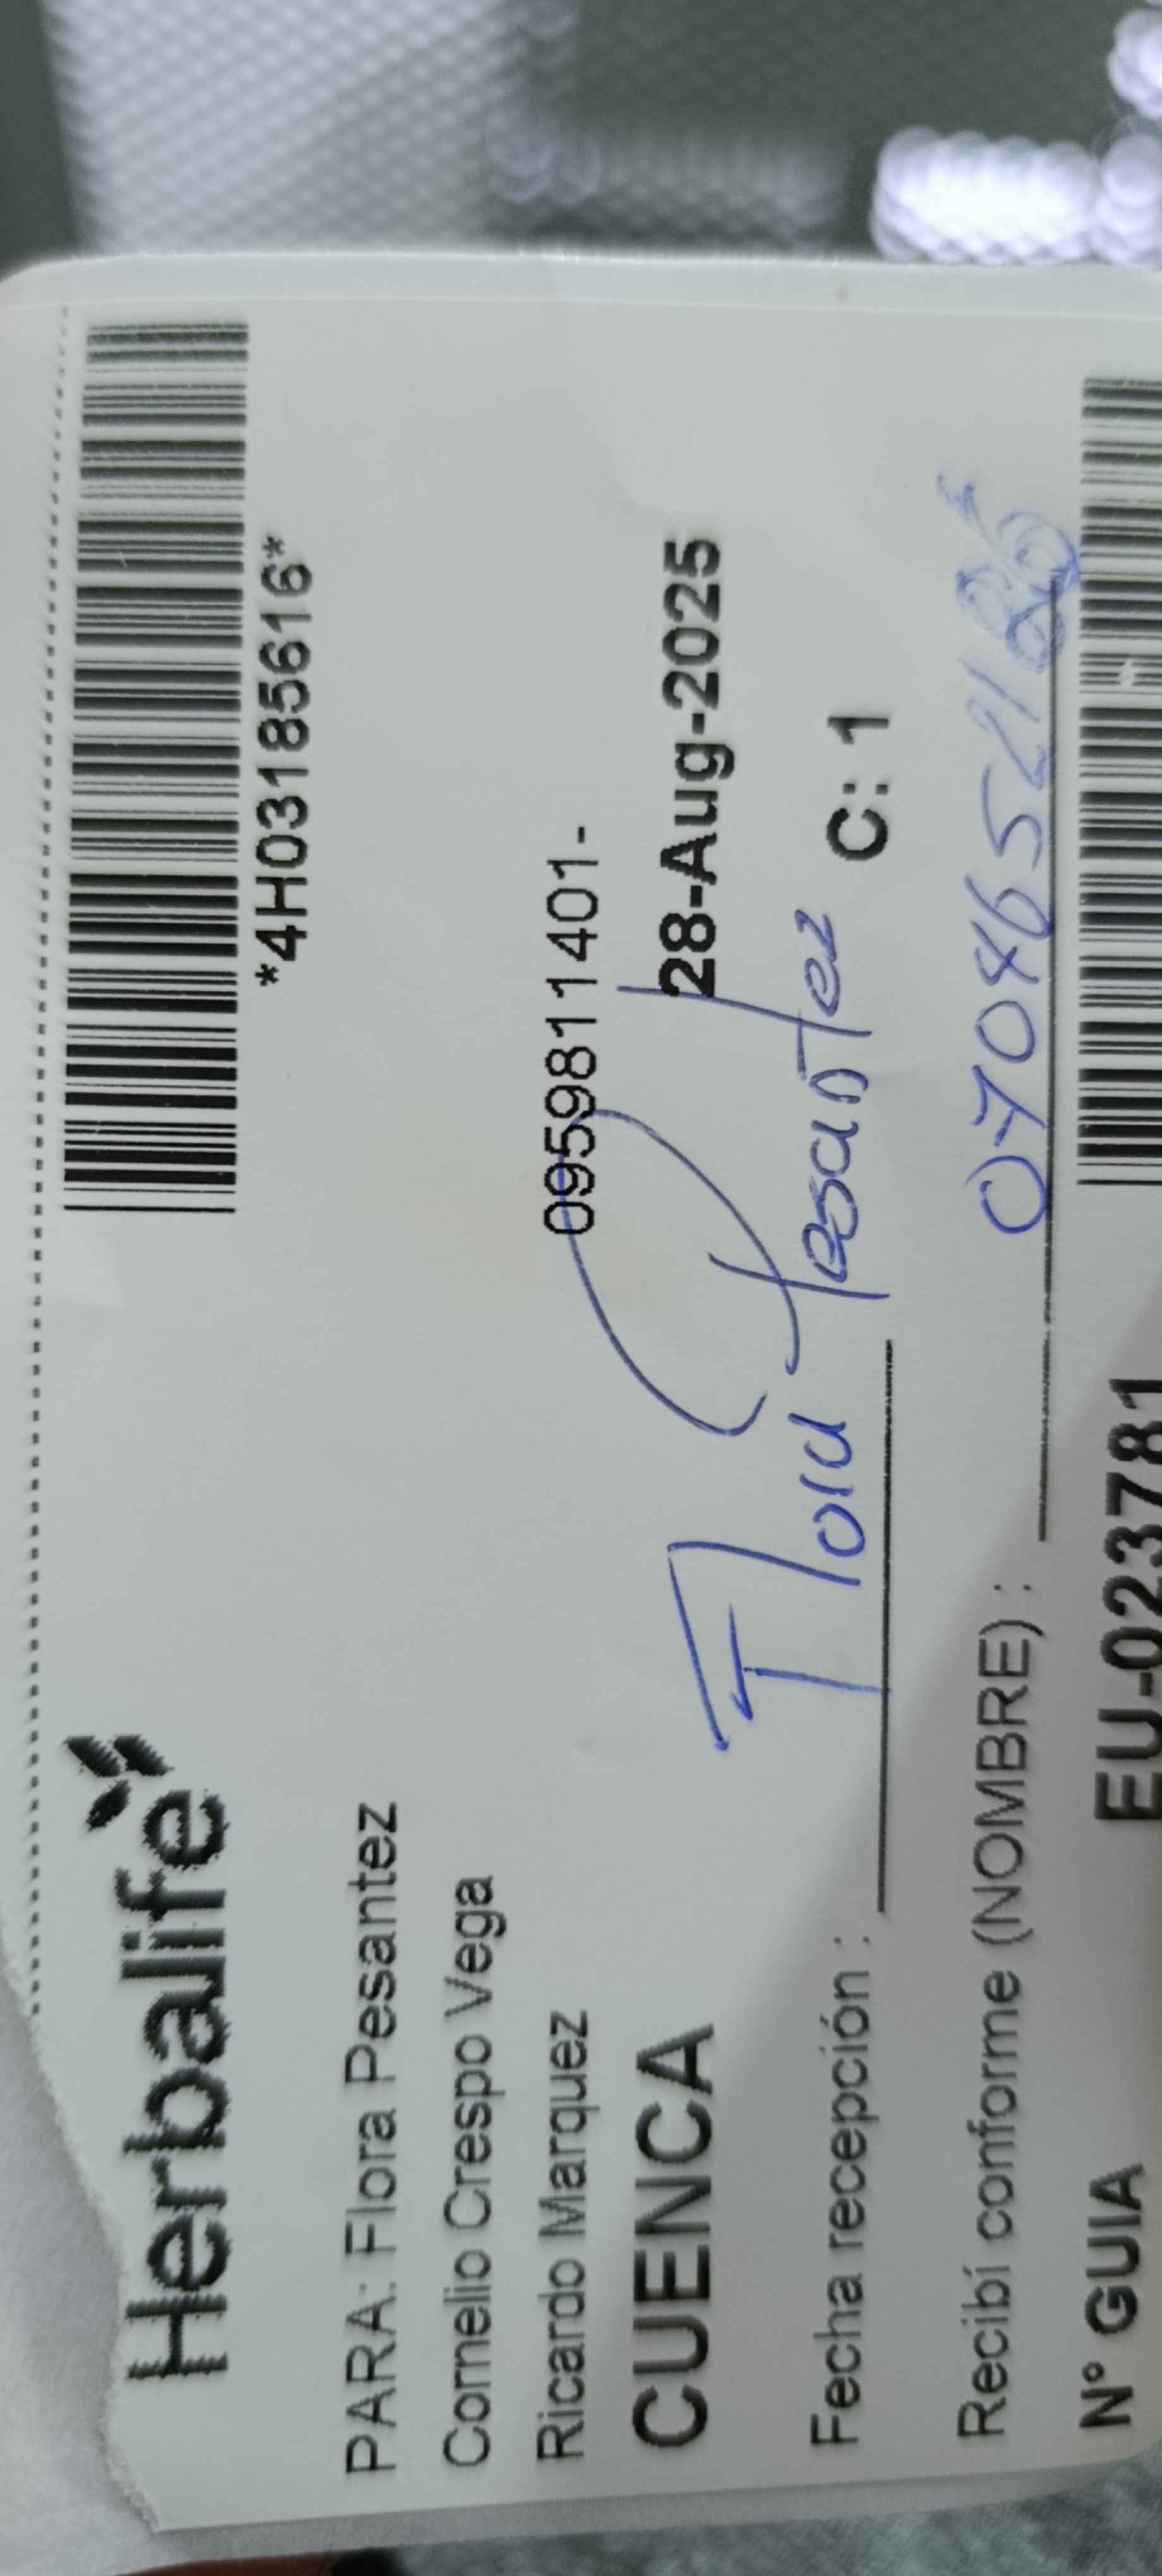 Herbalife
*4H03185616*
PARA: Flora Pesantez
Cornelio Crespo Vega
Ricardo Marquez
0959811401-
CUENCA
28-Aug-2025
Flora Pesantez
Fecha recepción :
C: 1
Recibí conforme (NOMBRE) :
N° GUIA
EU-023781